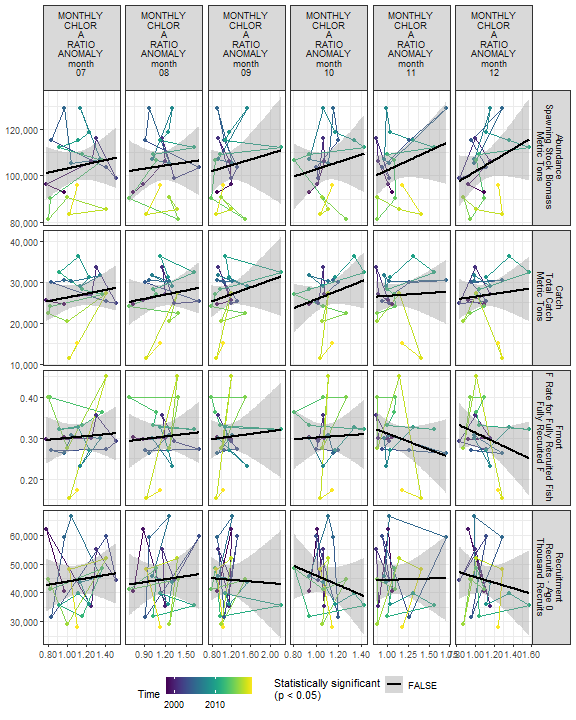 MONTHLY MONTHLY MONTHLY MONTHLY MONTHLY MONTHLY
CHLOR CHLOR CHLOR CHLOR CHLOR CHLOR
A A A A A A
RATIO RATIO RATIO RATIO RATIO RATIO
ANOMALY ANOMALY ANOMALY ANOMALY ANOMALY ANOMALY
month month month month month month
07 08 09 10 11 12
120,000
100,000
80,000
Abundance
Spawning Stock Biomass
Metric Tons
40,000
30,000
20,000
10,000
Catch
Total Catch
Metric Tons
0.40
0.30
0.20
Fmort
F Rate for Fully Recruited Fish
Fully Recruited F
60,000
50,000
40,000
30,000
Recruitment
Recruits - Age 0
Thousand Recruits
0.80 1.00 1.20 1.40 0.90 1.20 1.50 0.80 1.20 1.60 2.00 0.80 1.00 1.20 1.40 1.00 1.25 1.50 1.75 0.80 1.00 1.20 1.40 1.60
Time
2000 2010
Statistically significant
(p < 0.05)
FALSE